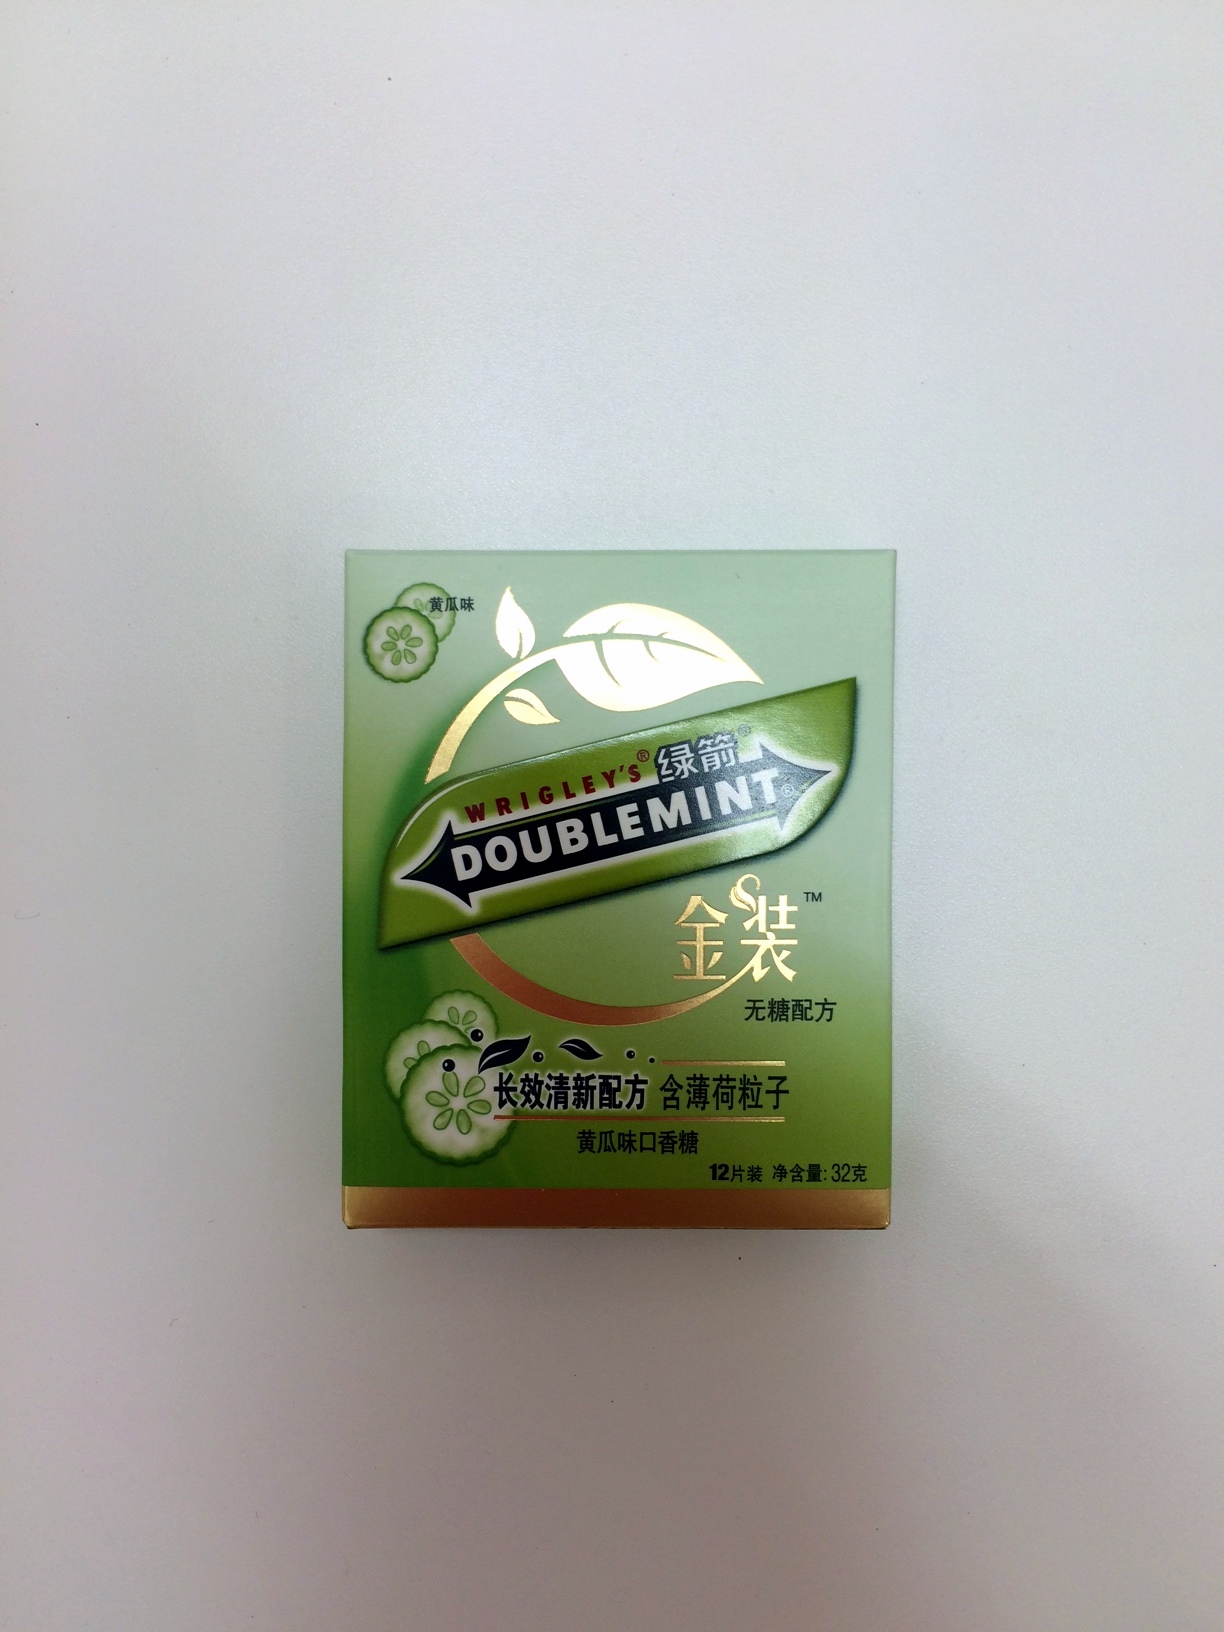 黄瓜味
WRIGLEY'S® 绿箭®
DOUBLEMINT®
金装™
无糖配方
长效清新配方 含薄荷粒子
黄瓜味口香糖
12片装 净含量:32克